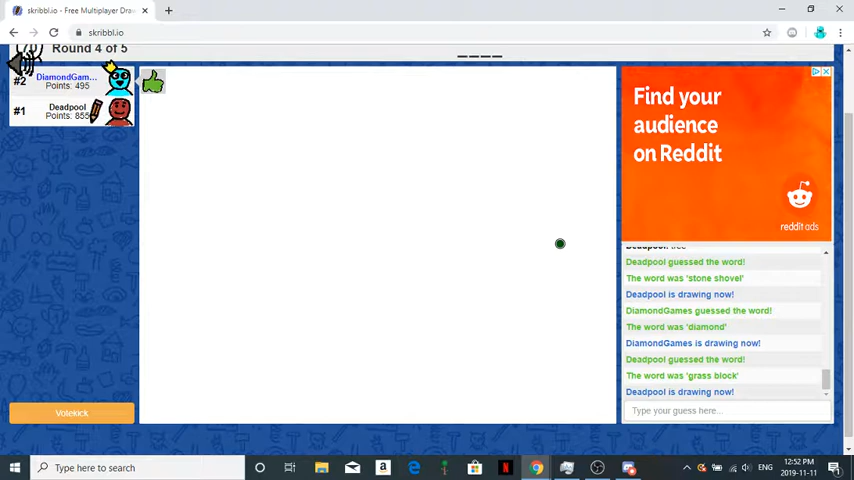 skribbl.io - Free Multiplayer Draw
skribbl.io
Round 4 of 5
_ _ _ _
#2 DiamondGam...
Points: 495
#1 Deadpool
Points: 855
Find your
audience
on Reddit
reddit ads
Deadpool: tree
Deadpool guessed the word!
The word was 'stone shovel'
Deadpool is drawing now!
DiamondGames guessed the word!
The word was 'diamond'
DiamondGames is drawing now!
Deadpool guessed the word!
The word was 'grass block'
Deadpool is drawing now!
Type your guess here...
Votekick
Type here to search
ENG
12:52 PM
2019-11-11